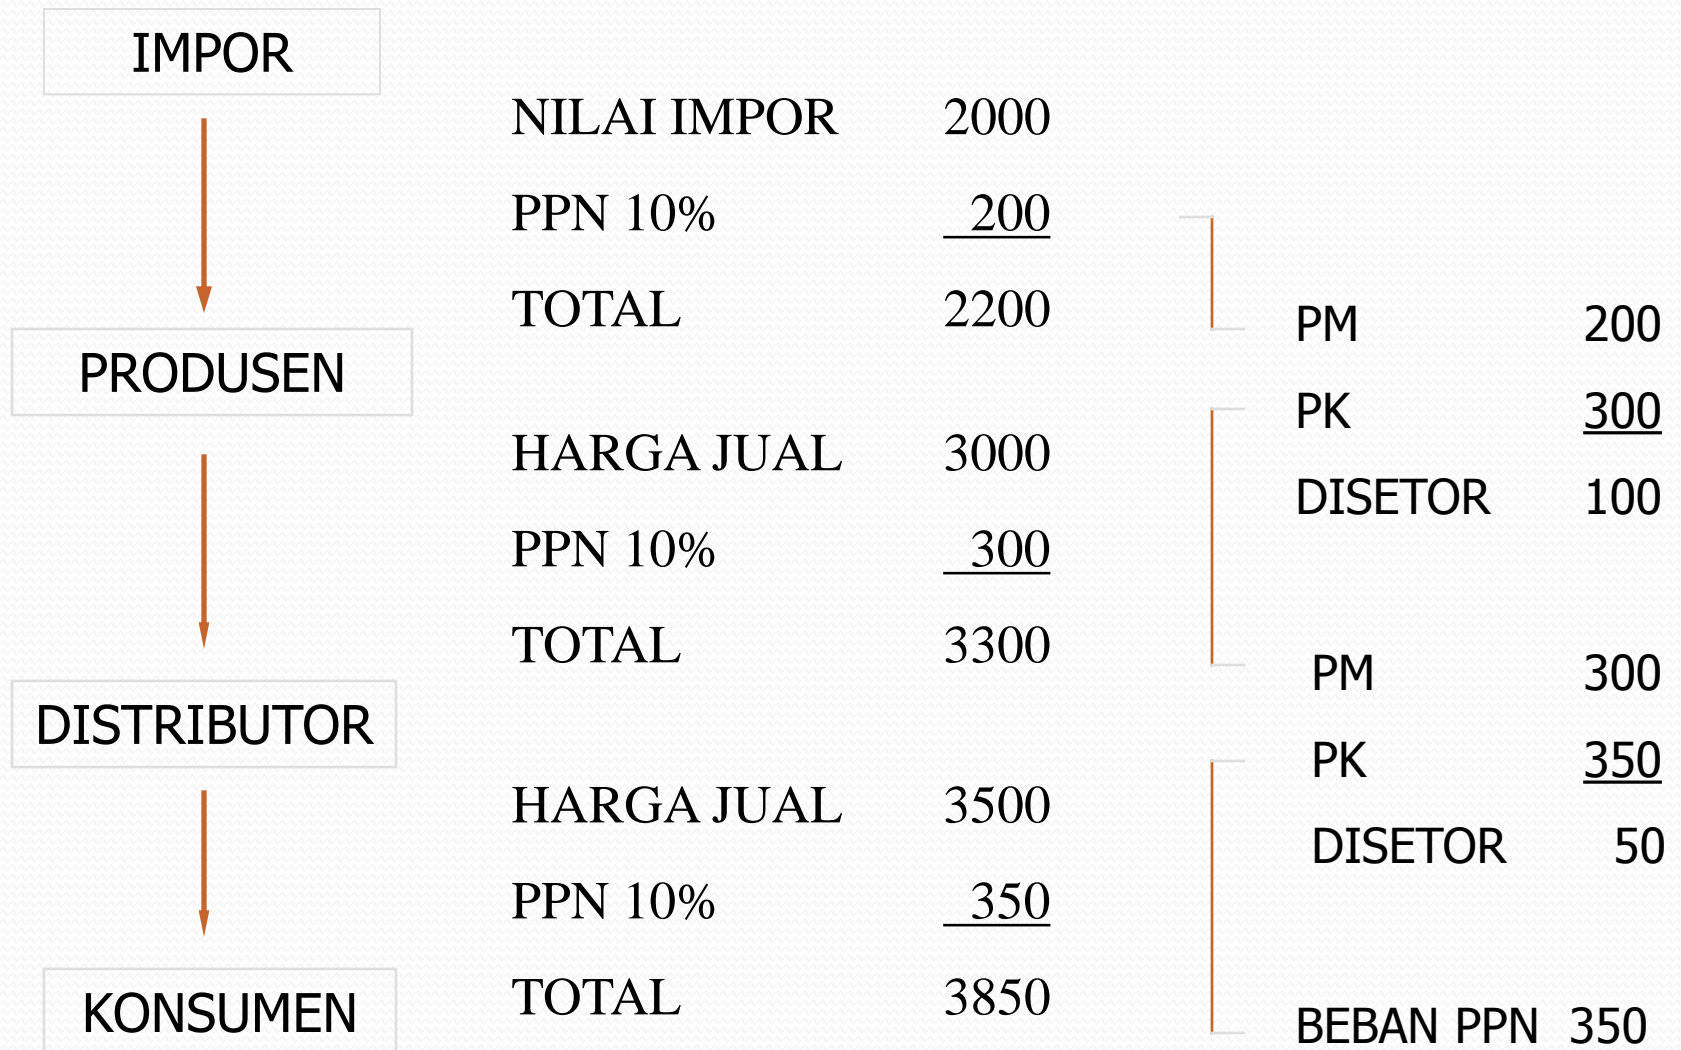 IMPOR
NILAI IMPOR 2000
PPN 10% 200
TOTAL 2200
PM 200
PRODUSEN
PK 300
HARGA JUAL 3000
DISETOR 100
PPN 10% 300
TOTAL 3300
PM 300
DISTRIBUTOR
PK 350
HARGA JUAL 3500
DISETOR 50
PPN 10% 350
TOTAL 3850
KONSUMEN
BEBAN PPN 350